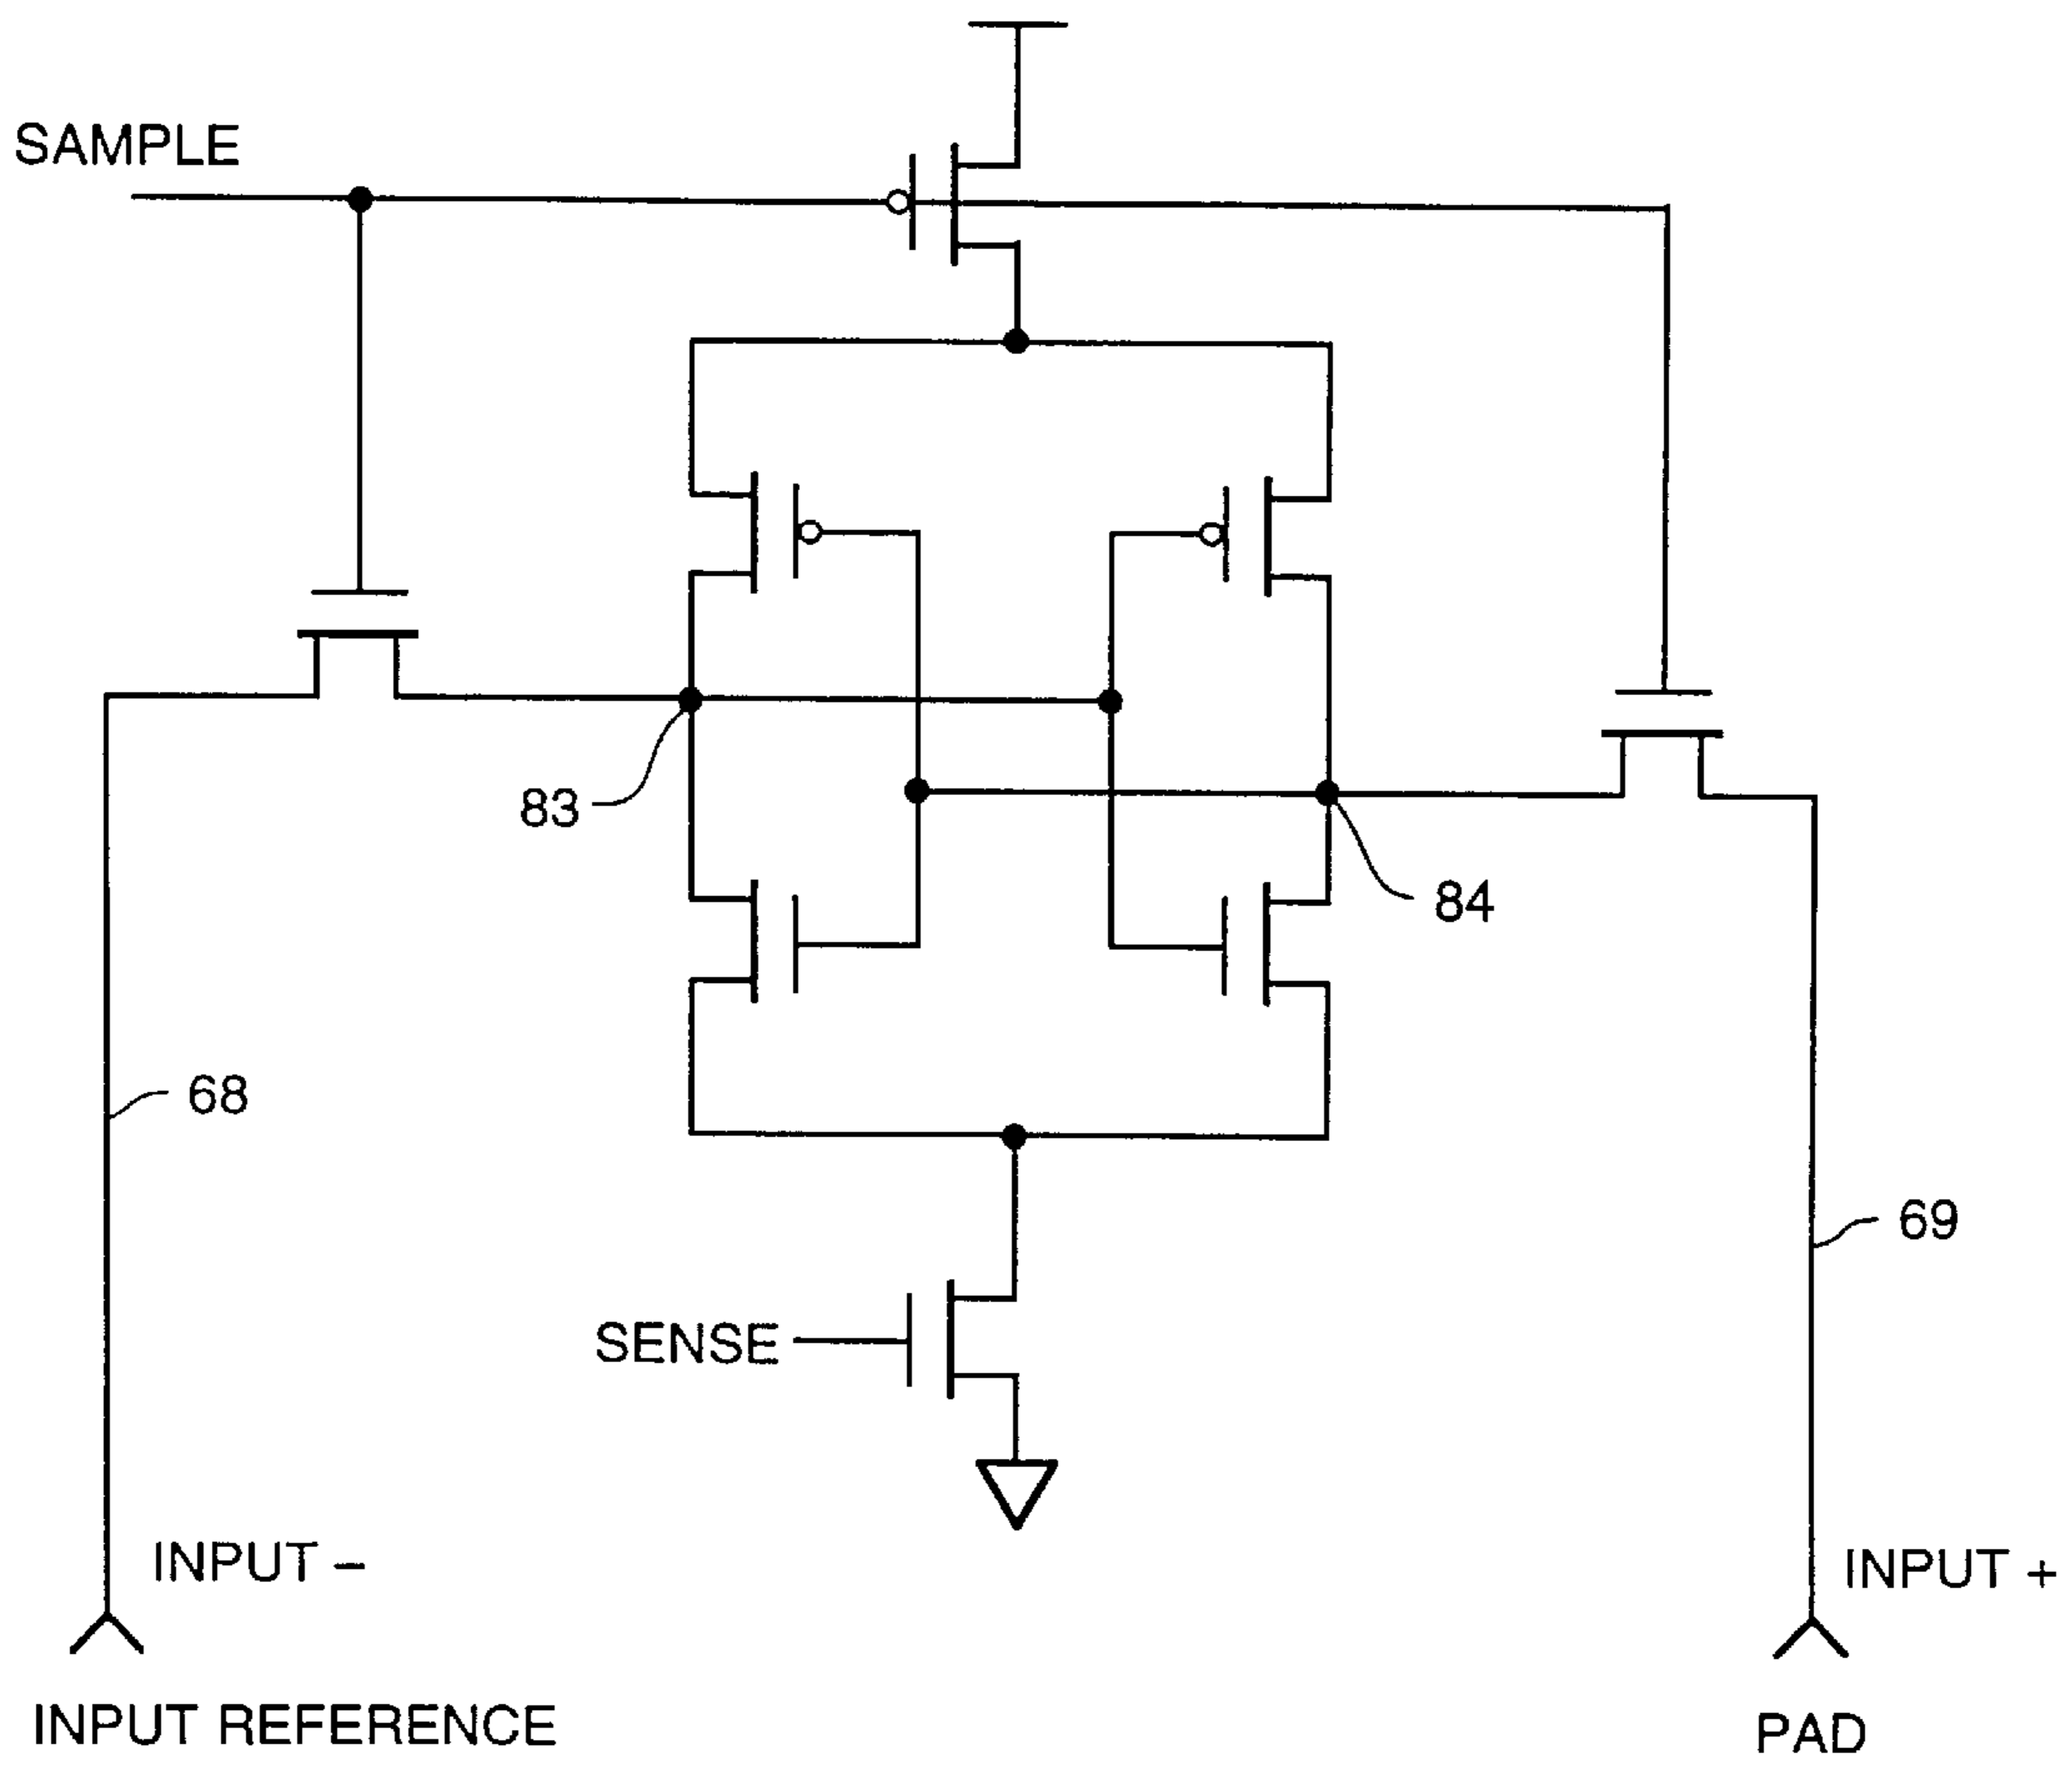 SAMPLE
83
84
68
69
SENSE
INPUT –
INPUT +
INPUT REFERENCE
PAD